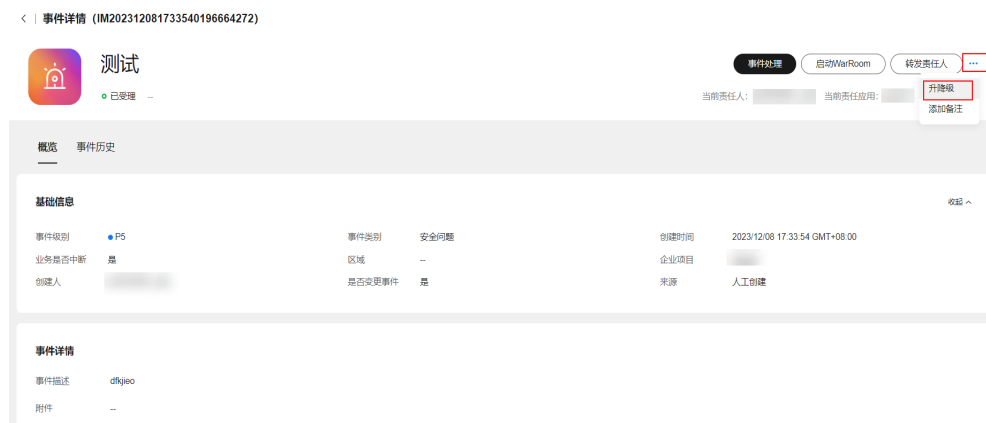 事件详情（IM20231208173354019666​4272）
测试
事件处理 启动WarRoom 转发责任人 ···
已受理 --
当前责任人: 当前责任应用:
升降级
添加备注
概览 事件历史
基础信息 收起
事件级别 P5 事件类别 安全问题 创建时间 2023/12/08 17:33:54 GMT+08:00
业务是否中断 是 区域 -- 企业项目
创建人 是否变更事件 是 来源 人工创建
事件详情
事件描述 dfkjieo
附件 --